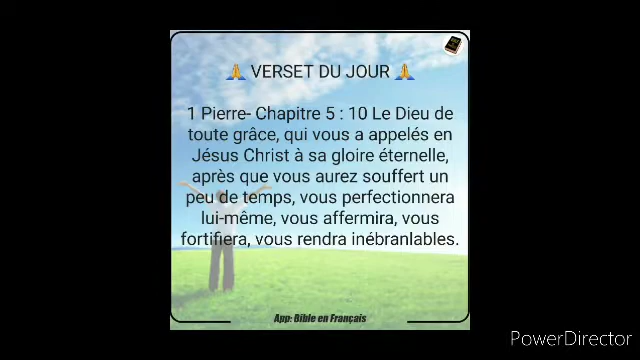 🙏 VERSET DU JOUR 🙏
1 Pierre- Chapitre 5 : 10 Le Dieu de
toute grâce, qui vous a appelés en
Jésus Christ à sa gloire éternelle,
après que vous aurez souffert un
peu de temps, vous perfectionnera
lui-même, vous affermira, vous
fortifiera, vous rendra inébranlables.
App: Bible en Français
PowerDirector